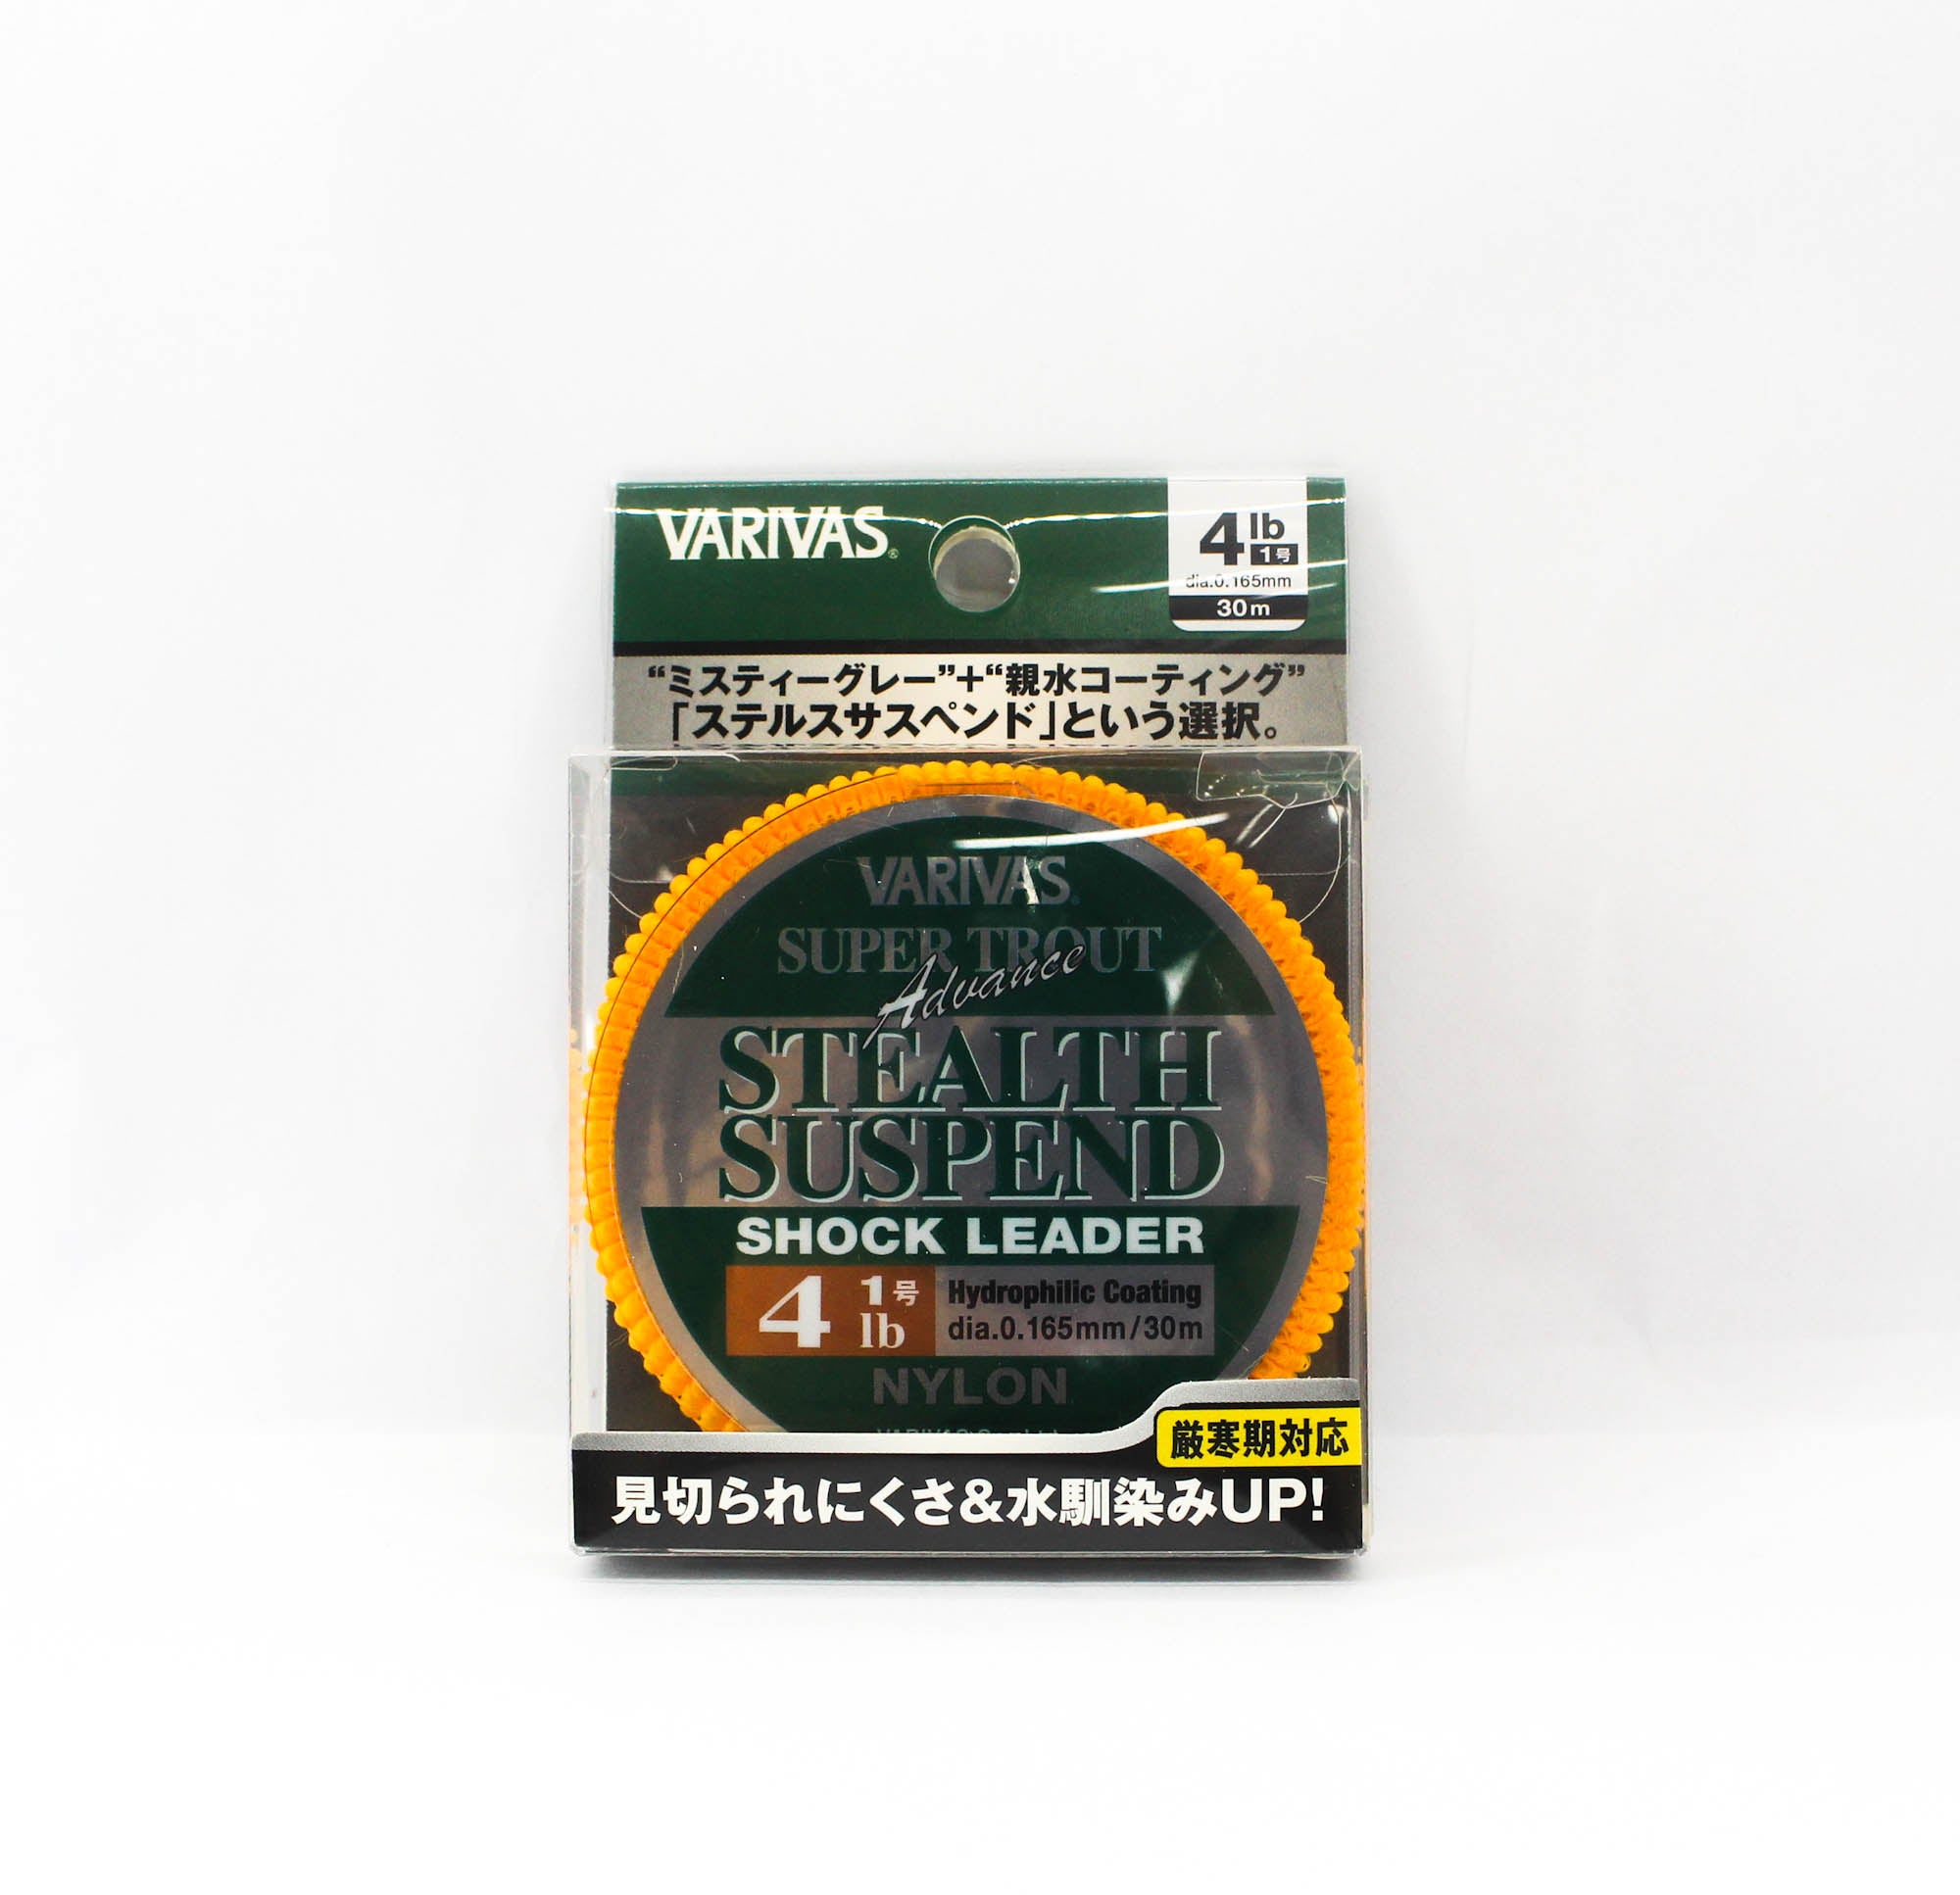 VARIVAS®
4lb
1号
dia.0.165mm
30m
“ミスティーグレー”+“親水コーティング”
「ステルスサスペンド」という選択。
VARIVAS®
SUPER TROUT
Advance
STEALTH
SUSPEND
SHOCK LEADER
4 1号 lb
Hydrophilic Coating
dia.0.165mm/30m
NYLON
厳寒期対応
見切られにくさ&水馴染みUP!